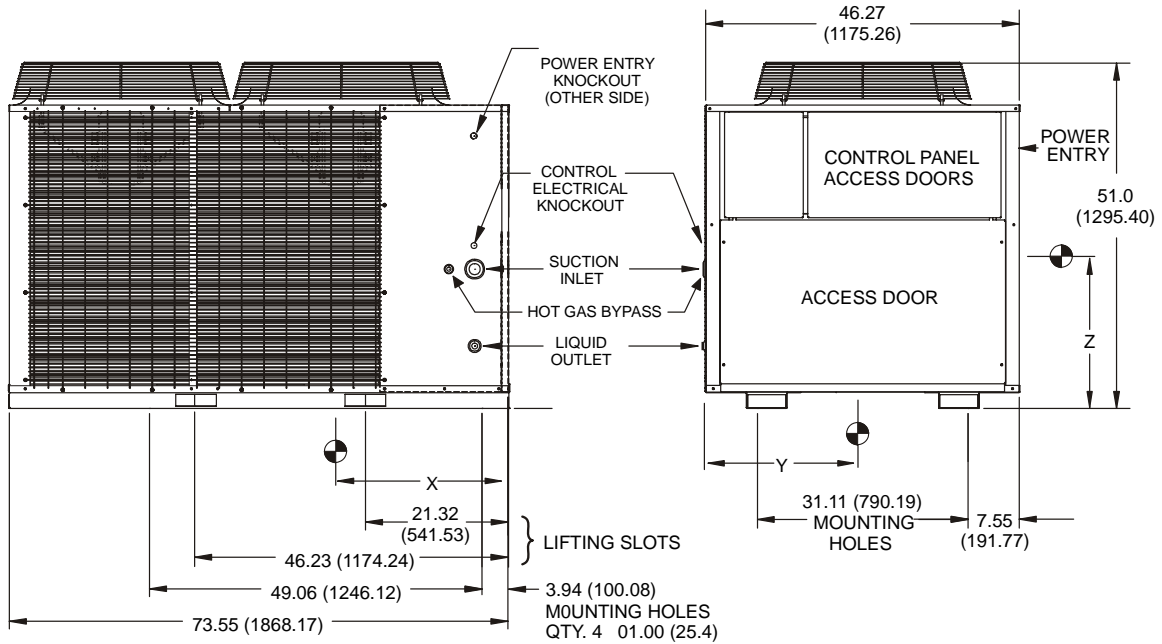 46.27
(1175.26)
POWER ENTRY
KNOCKOUT
(OTHER SIDE)
CONTROL PANEL
ACCESS DOORS
POWER
ENTRY
CONTROL
ELECTRICAL
KNOCKOUT
51.0
(1295.40)
SUCTION
INLET
ACCESS DOOR
HOT GAS BYPASS
LIQUID
OUTLET
Z
Y
X
31.11 (790.19)
MOUNTING
HOLES
7.55
(191.77)
21.32
(541.53)
LIFTING SLOTS
46.23 (1174.24)
49.06 (1246.12)
3.94 (100.08)
M0UNTING HOLES
QTY. 4 01.00 (25.4)
73.55 (1868.17)